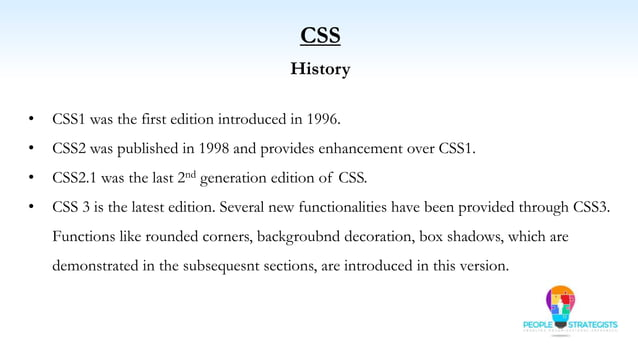 CSS
History
• CSS1 was the first edition introduced in 1996.
• CSS2 was published in 1998 and provides enhancement over CSS1.
• CSS2.1 was the last 2nd generation edition of CSS.
• CSS 3 is the latest edition. Several new functionalities have been provided through CSS3.
Functions like rounded corners, backgroubnd decoration, box shadows, which are
demonstrated in the subsequesnt sections, are introduced in this version.
PEOPLE STRATEGISTS